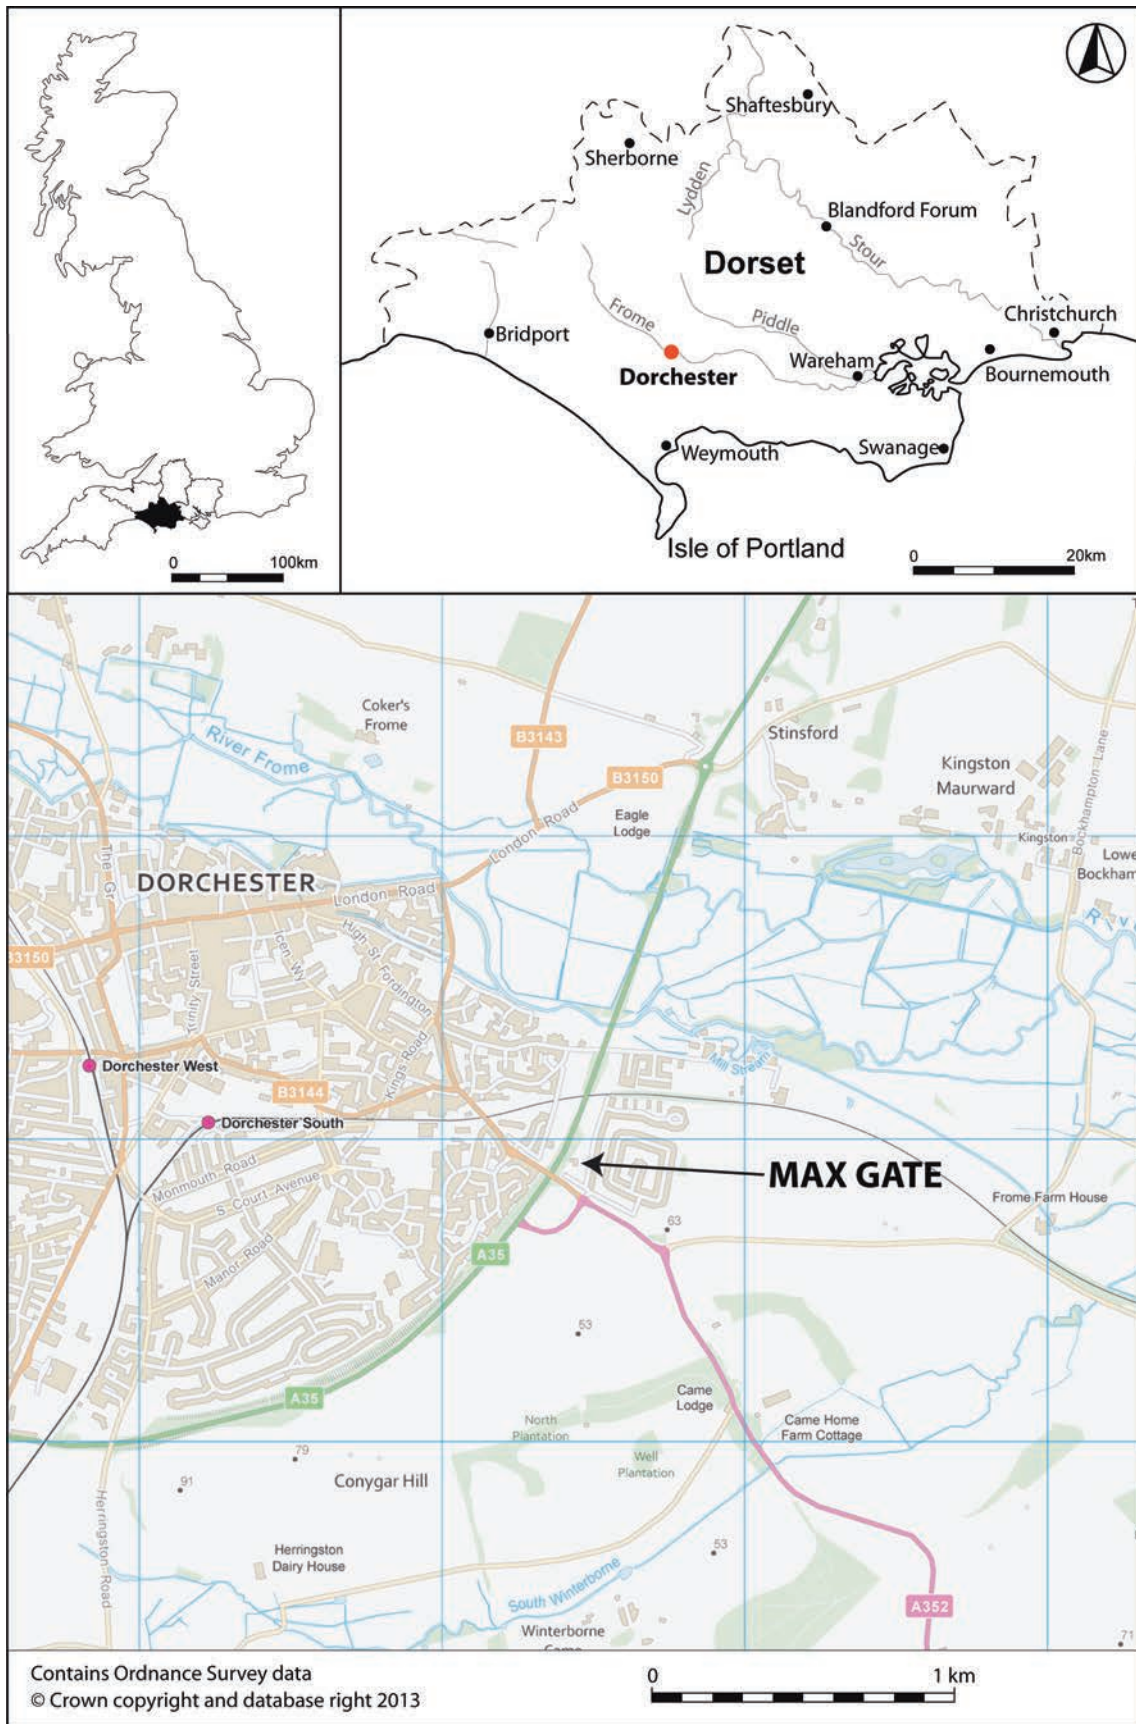 0
100km
Shaftesbury
Sherborne
Lydden
Blandford Forum
Stour
Dorset
Christchurch
Frome
Piddle
Bridport
Wareham
Bournemouth
Dorchester
Weymouth
Swanage
Isle of Portland
0
20km
Coker's
Frome
River Frome
B3143
Stinsford
B3150
Kingston
Maurward
Bockhampton Lane
Eagle
Lodge
London Road
Kingston
Lowe
Bockham
The Gr
DORCHESTER
London Road
Riv
B3150
Icen Wy
High St. Fordington
Trinity Street
Kings Road
Mill Stream
Dorchester West
B3144
Dorchester South
Monmouth Road
MAX GATE
S. Court Avenue
Frome Farm House
Manor Road
63
A35
53
A35
Came
Lodge
North
Plantation
Came Home
Farm Cottage
79
Well
Plantation
91
Conygar Hill
Herringston Road
Herringston
Dairy House
53
South Winterborne
A352
Winterborne
Came
71
Contains Ordnance Survey data
© Crown copyright and database right 2013
0
1 km